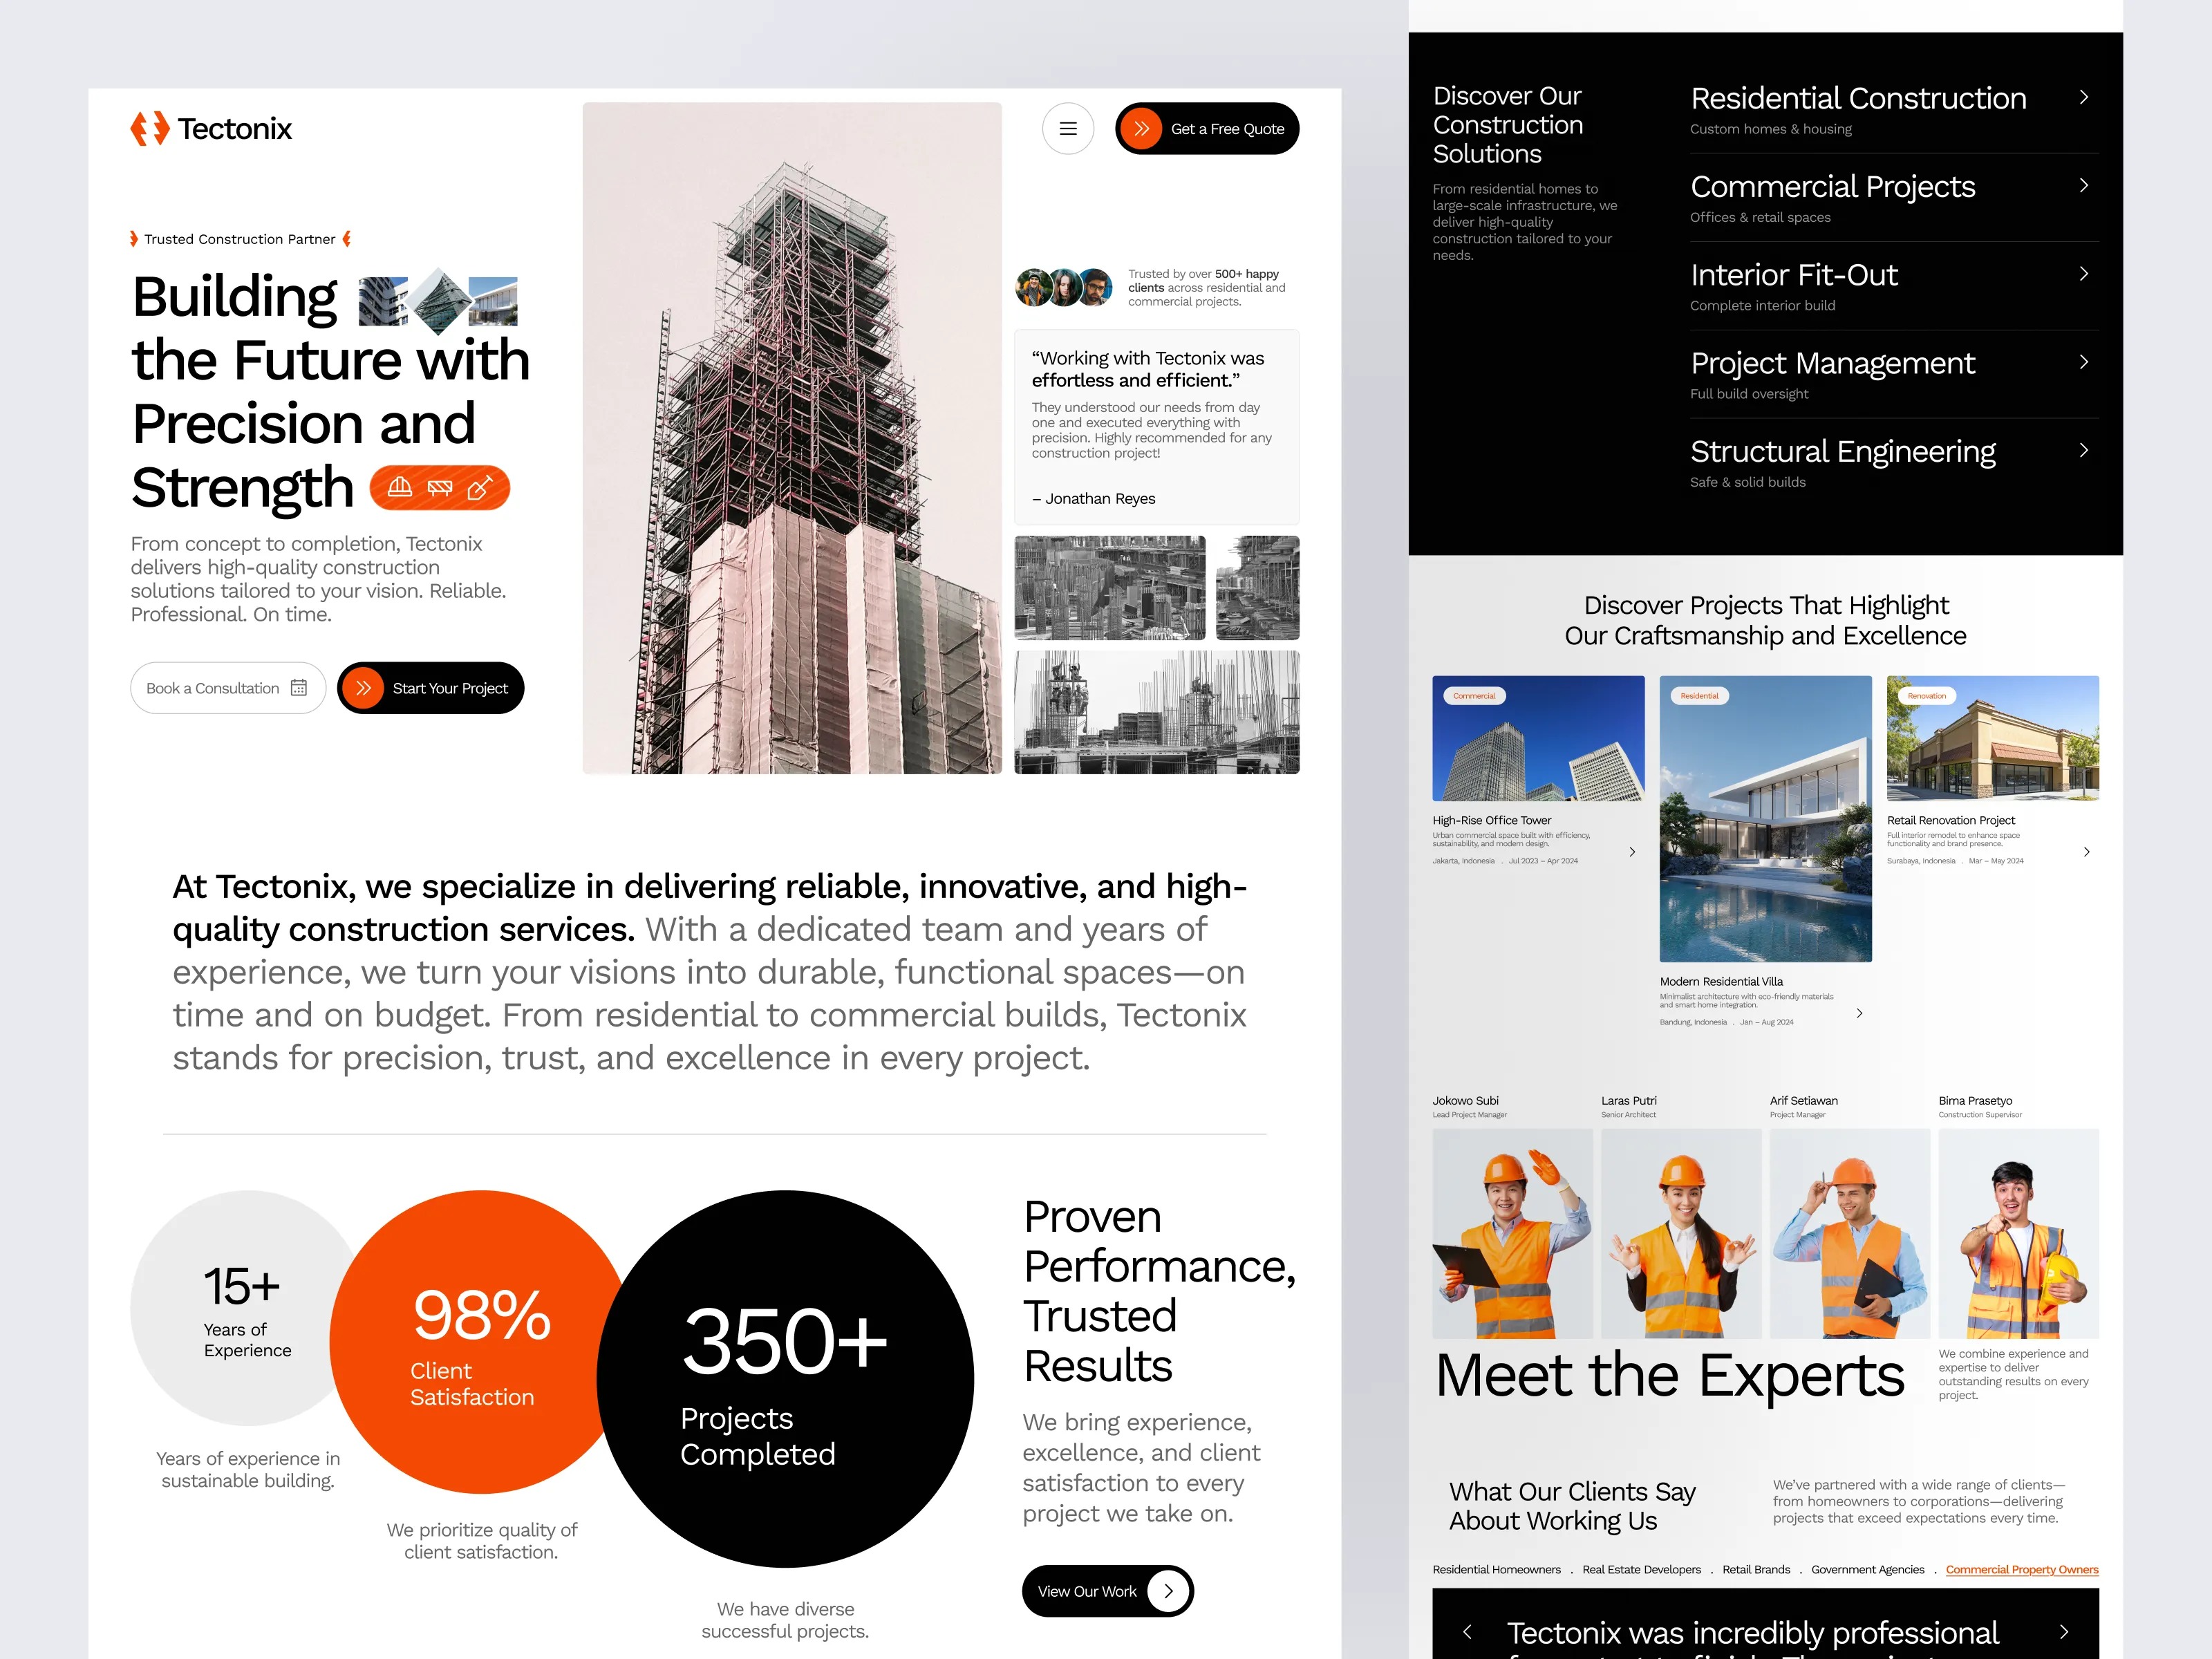 Tectonix
Get a Free Quote
Trusted Construction Partner
Building
the Future with
Precision and
Strength
From concept to completion, Tectonix
delivers high-quality construction
solutions tailored to your vision. Reliable.
Professional. On time.
Book a Consultation
Start Your Project
Trusted by over 500+ happy
clients across residential and
commercial projects.
“Working with Tectonix was
effortless and efficient.”
They understood our needs from day
one and executed everything with
precision. Highly recommended for any
construction project!
– Jonathan Reyes
At Tectonix, we specialize in delivering reliable, innovative, and high-
quality construction services. With a dedicated team and years of
experience, we turn your visions into durable, functional spaces—on
time and on budget. From residential to commercial builds, Tectonix
stands for precision, trust, and excellence in every project.
15+
Years of
Experience
Years of experience in
sustainable building.
98%
Client
Satisfaction
We prioritize quality of
client satisfaction.
350+
Projects
Completed
We have diverse
successful projects.
Proven
Performance,
Trusted
Results
We bring experience,
excellence, and client
satisfaction to every
project we take on.
View Our Work
Discover Our
Construction
Solutions
From residential homes to
large-scale infrastructure, we
deliver high-quality
construction tailored to your
needs.
Residential Construction
Custom homes & housing
Commercial Projects
Offices & retail spaces
Interior Fit-Out
Complete interior build
Project Management
Full build oversight
Structural Engineering
Safe & solid builds
Discover Projects That Highlight
Our Craftsmanship and Excellence
Commercial
High-Rise Office Tower
Urban commercial space built with efficiency,
sustainability, and modern design.
Jakarta, Indonesia . Jul 2023 – Apr 2024
Residential
Modern Residential Villa
Minimalist architecture with eco-friendly materials
and smart home integration.
Bandung, Indonesia . Jan – Aug 2024
Renovation
Retail Renovation Project
Full interior remodel to enhance space
functionality and brand presence.
Surabaya, Indonesia . Mar – May 2024
Jokowo Subi
Lead Project Manager
Laras Putri
Senior Architect
Arif Setiawan
Project Manager
Bima Prasetyo
Construction Supervisor
Meet the Experts
We combine experience and
expertise to deliver
outstanding results on every
project.
What Our Clients Say
About Working Us
We’ve partnered with a wide range of clients—
from homeowners to corporations—delivering
projects that exceed expectations every time.
Residential Homeowners . Real Estate Developers . Retail Brands . Government Agencies . Commercial Property Owners
Tectonix was incredibly professional